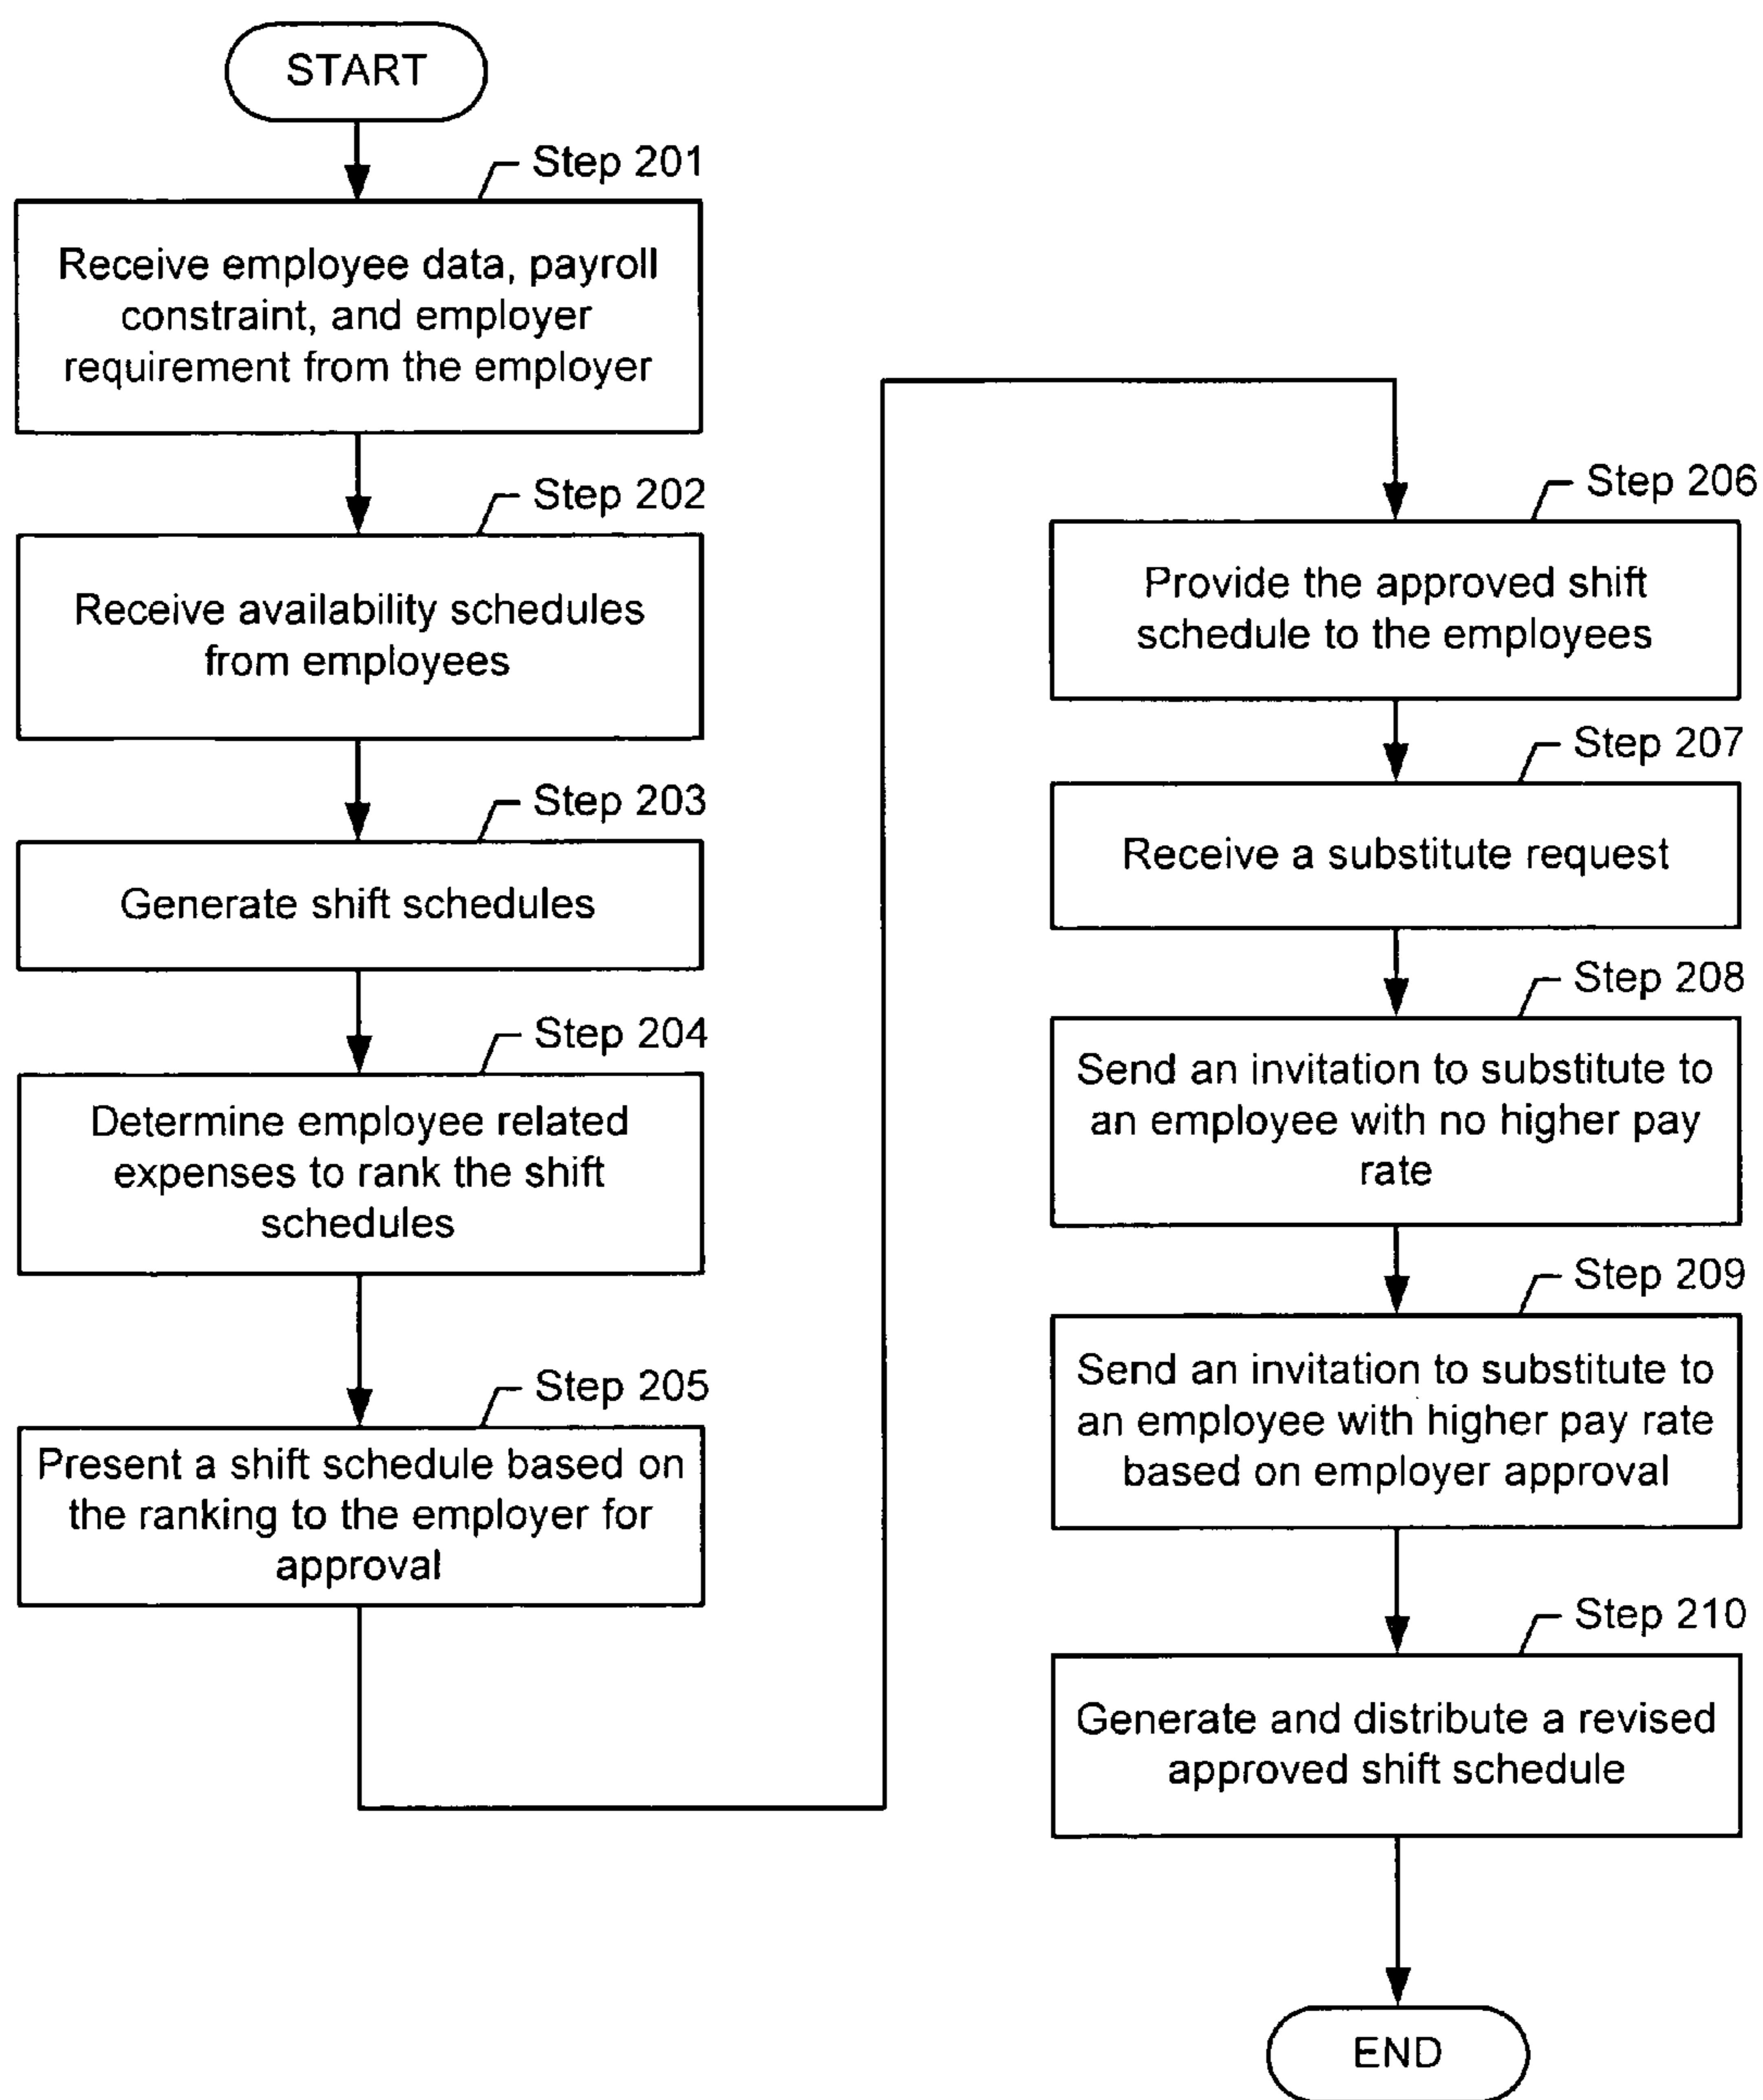 START
Step 201
Receive employee data, payroll
constraint, and employer
requirement from the employer
Step 202
Receive availability schedules
from employees
Step 203
Generate shift schedules
Step 204
Determine employee related
expenses to rank the shift
schedules
Step 205
Present a shift schedule based on
the ranking to the employer for
approval
Step 206
Provide the approved shift
schedule to the employees
Step 207
Receive a substitute request
Step 208
Send an invitation to substitute to
an employee with no higher pay
rate
Step 209
Send an invitation to substitute to
an employee with higher pay rate
based on employer approval
Step 210
Generate and distribute a revised
approved shift schedule
END